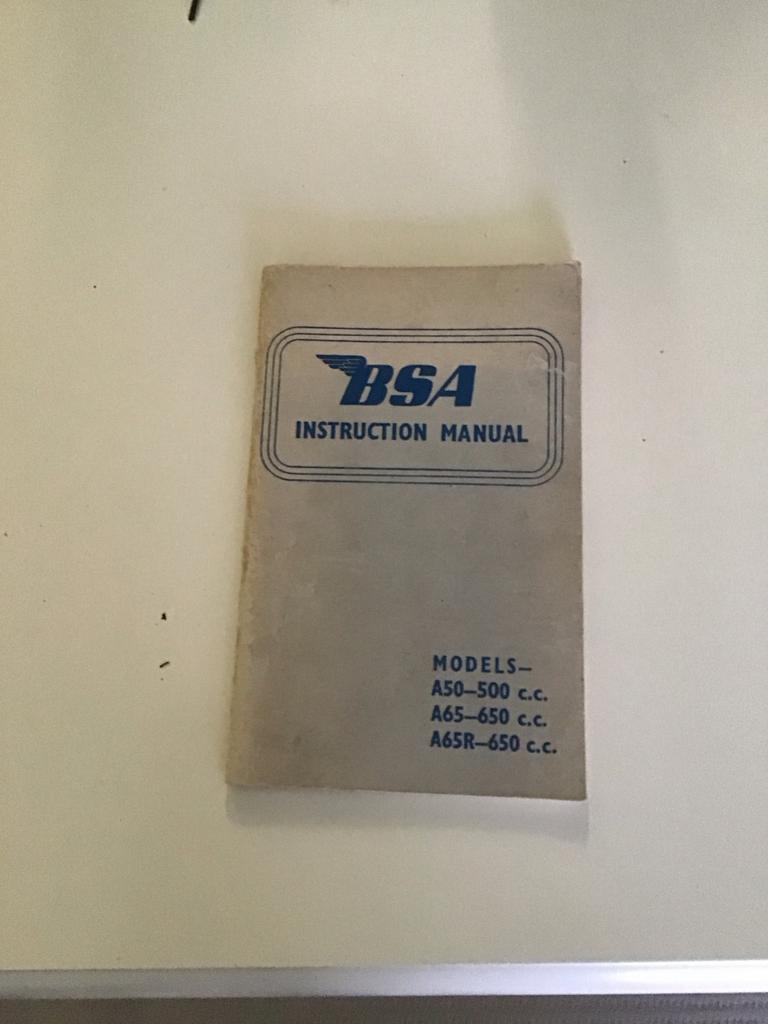 BSA
INSTRUCTION MANUAL
MODELS—
A50—500 c.c.
A65—650 c.c.
A65R—650 c.c.